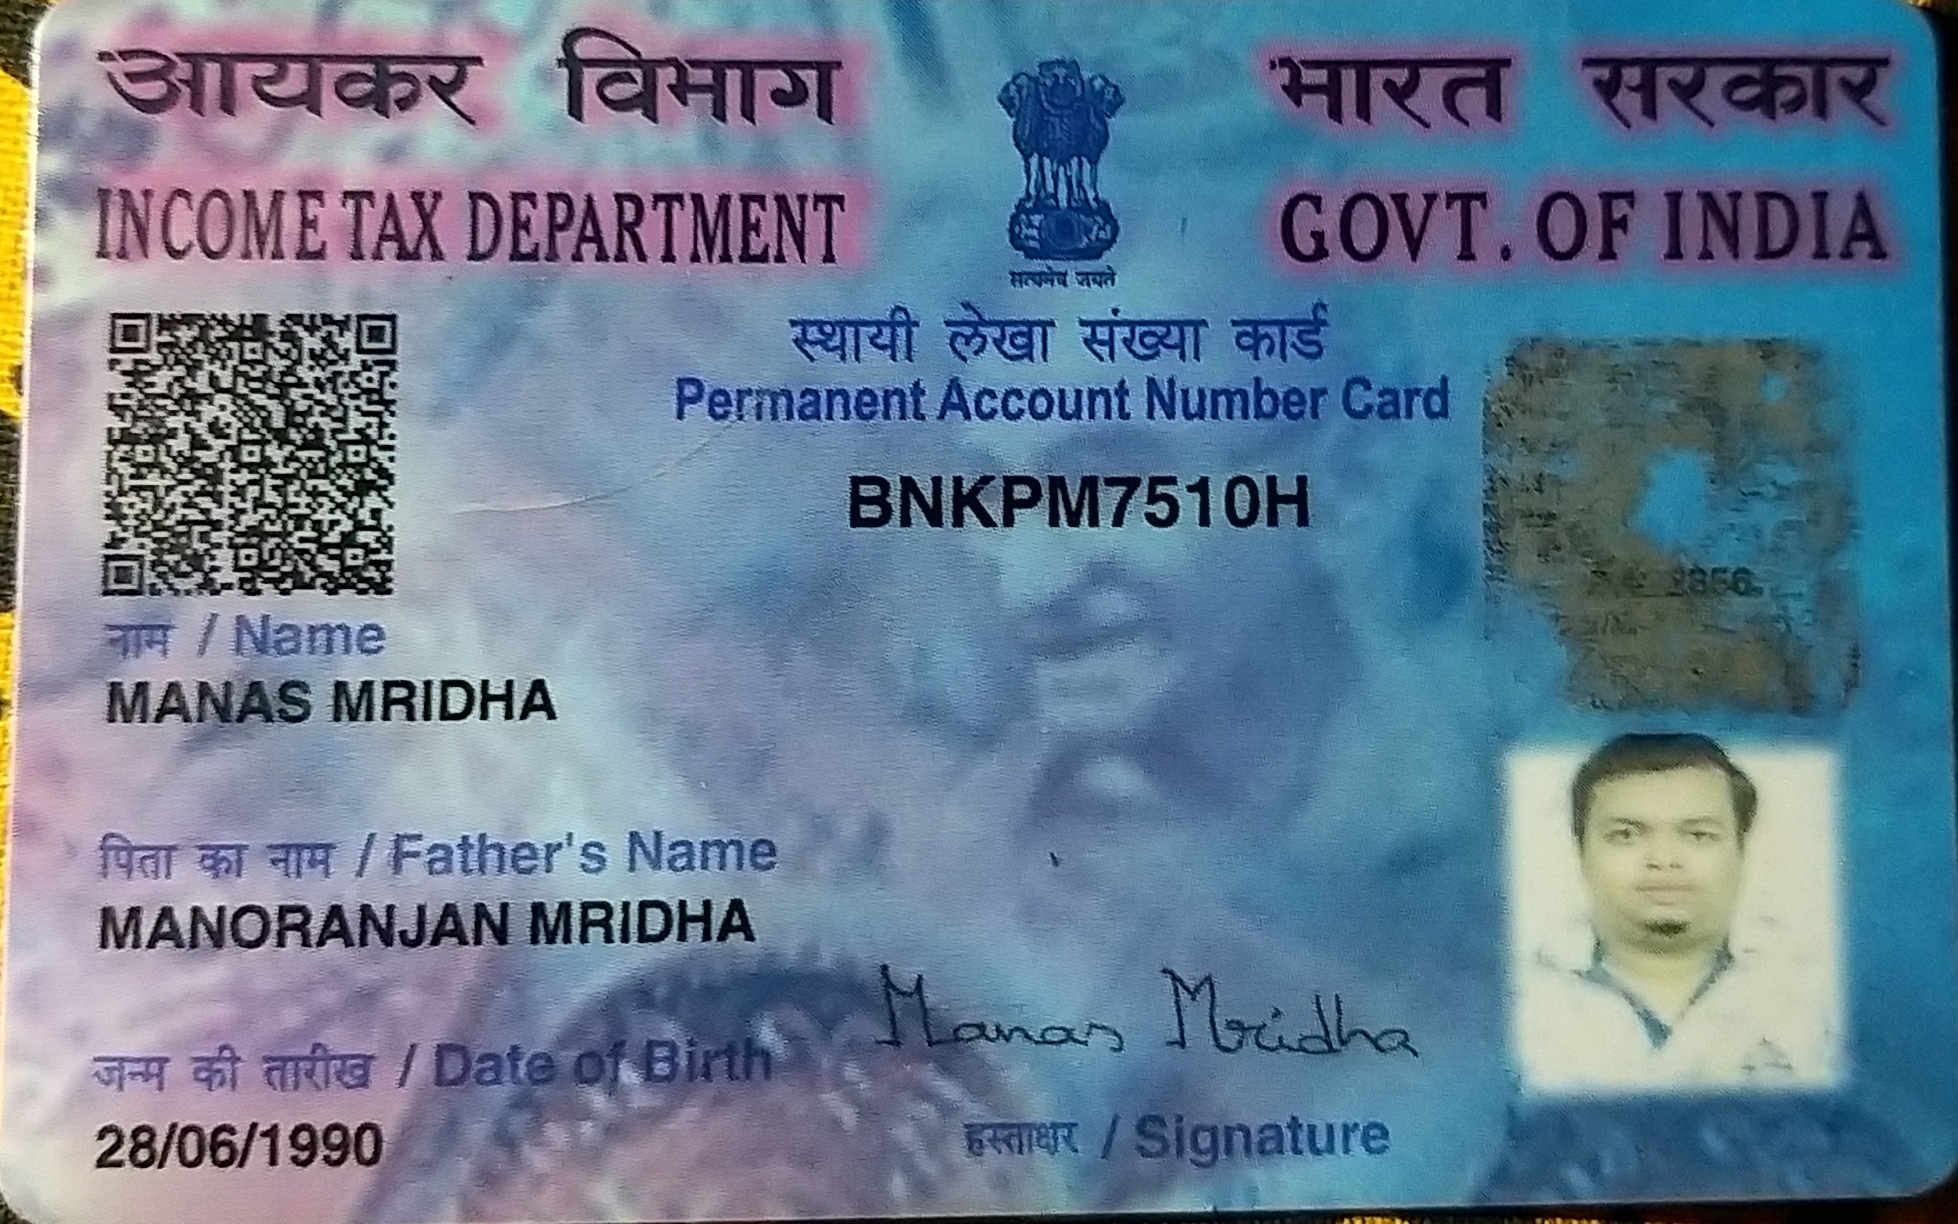 आयकर विभाग
INCOME TAX DEPARTMENT
सत्यमेव जयते
भारत सरकार
GOVT. OF INDIA
स्थायी लेखा संख्या कार्ड
Permanent Account Number Card
BNKPM7510H
नाम / Name
MANAS MRIDHA
पिता का नाम / Father's Name
MANORANJAN MRIDHA
जन्म की तारीख / Date of Birth
28/06/1990
Manas Mridha
हस्ताक्षर / Signature